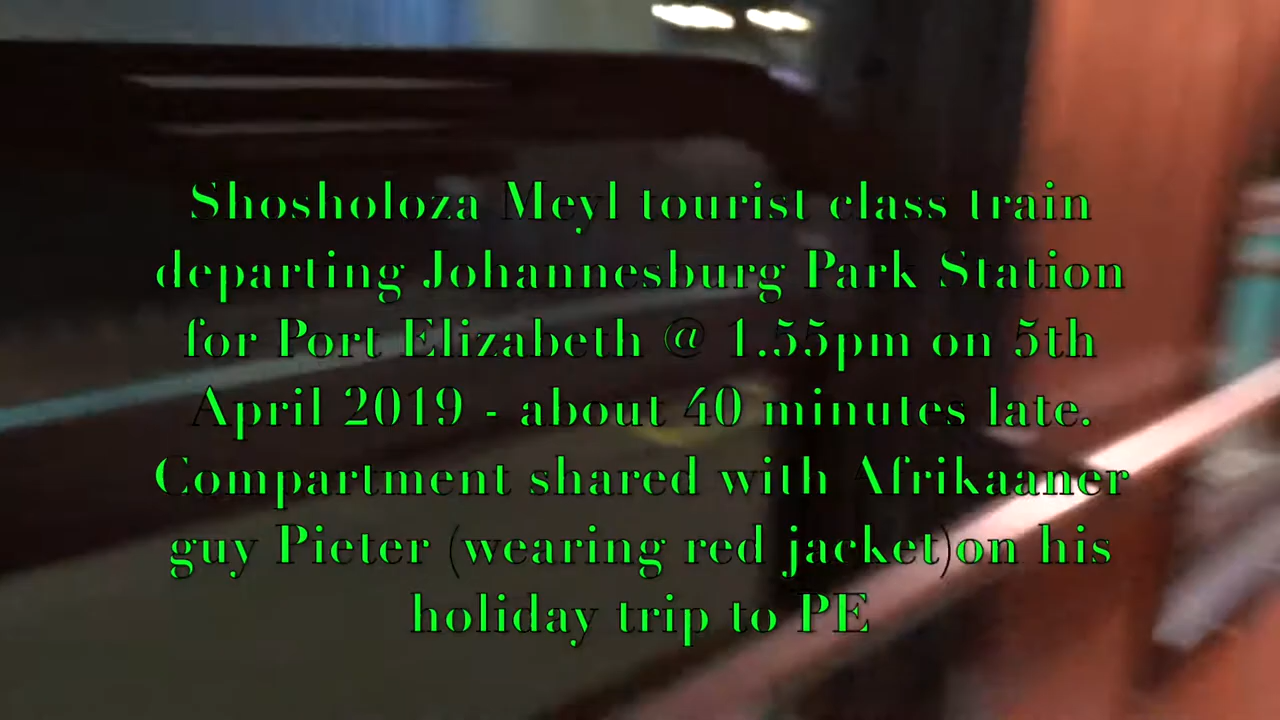 Shosholoza Meyl tourist class train
departing Johannesburg Park Station
for Port Elizabeth @ 1.55pm on 5th
April 2019 - about 40 minutes late.
Compartment shared with Afrikaaner
guy Pieter (wearing red jacket)on his
holiday trip to PE